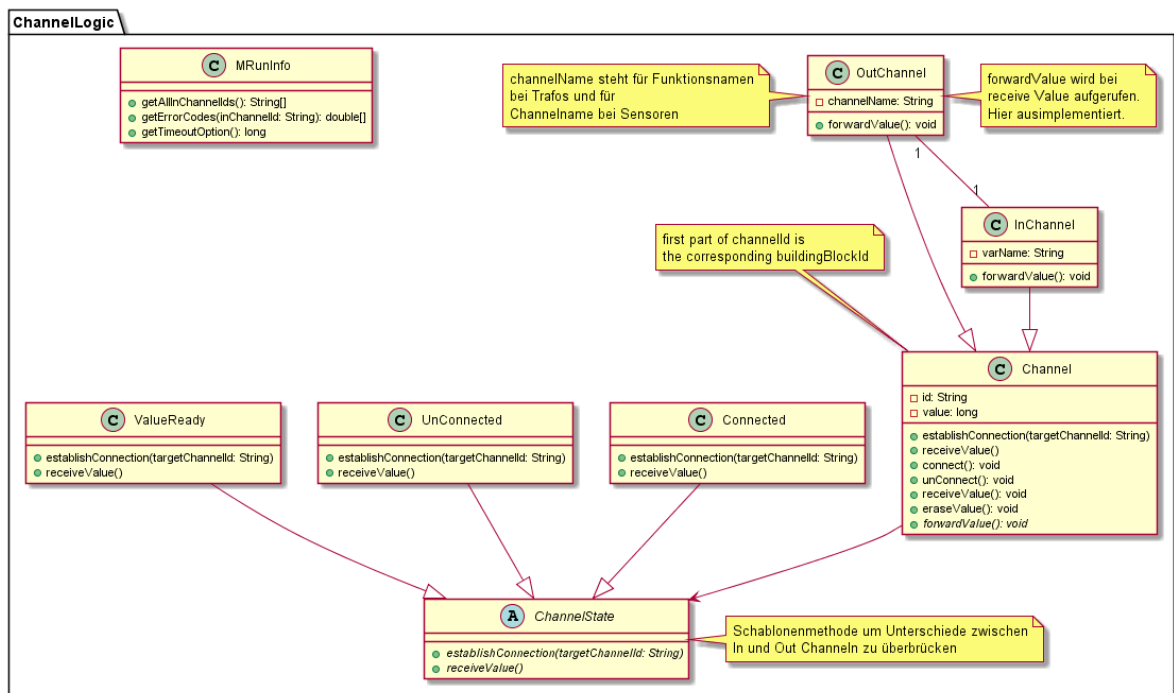 ChannelLogic
C MRunInfo
getAllInChannelIds(): String[]
getErrorCodes(inChannelId: String): double[]
getTimeoutOption(): long
channelName steht für Funktionsnamen
bei Trafos und für
Channelname bei Sensoren
C OutChannel
channelName: String
forwardValue(): void
forwardValue wird bei
receive Value aufgerufen.
Hier ausimplementiert.
1
1
C InChannel
varName: String
forwardValue(): void
first part of channelId is
the corresponding buildingBlockId
C Channel
id: String
value: long
establishConnection(targetChannelId: String)
receiveValue()
connect(): void
unConnect(): void
receiveValue(): void
eraseValue(): void
forwardValue(): void
C ValueReady
establishConnection(targetChannelId: String)
receiveValue()
C UnConnected
establishConnection(targetChannelId: String)
receiveValue()
C Connected
establishConnection(targetChannelId: String)
receiveValue()
A ChannelState
establishConnection(targetChannelId: String)
receiveValue()
Schablonenmethode um Unterschiede zwischen
In und Out Channeln zu überbrücken